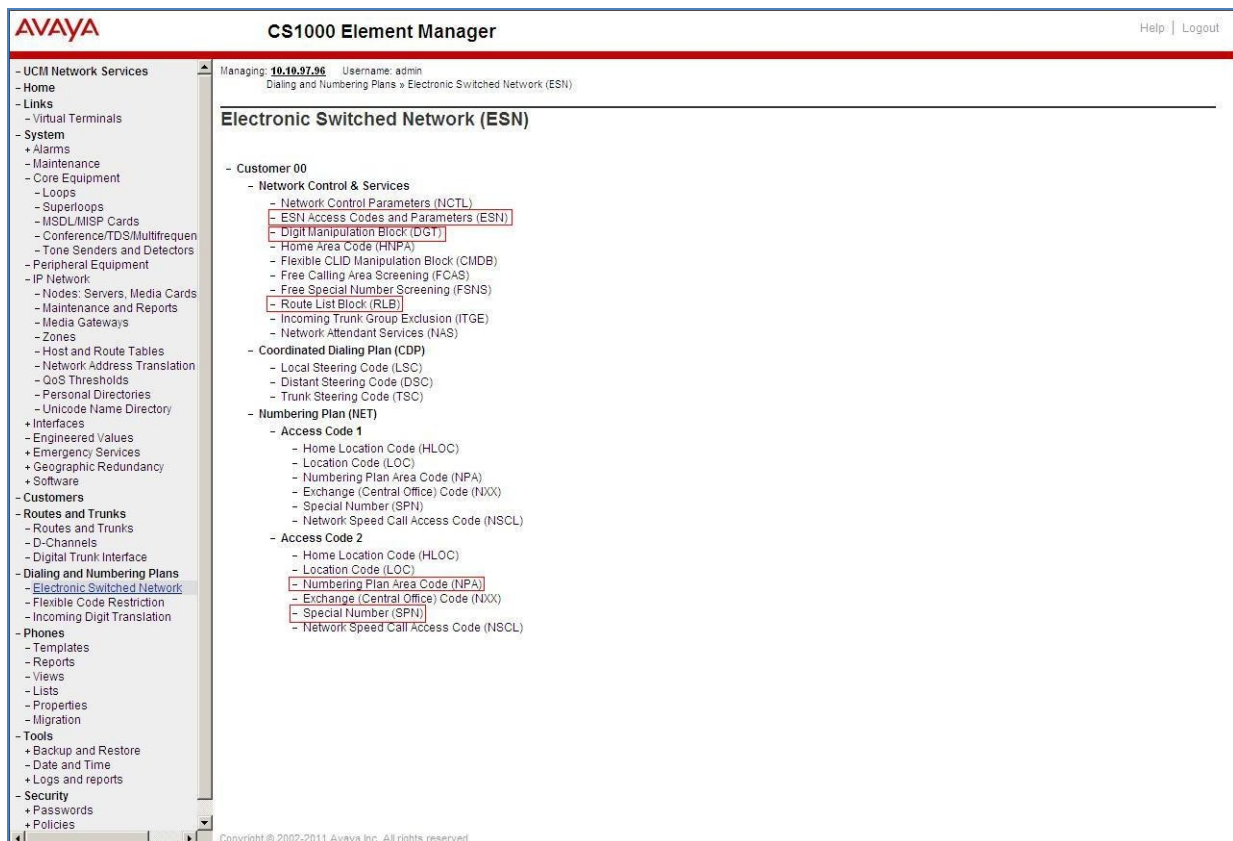 AVAYA
CS1000 Element Manager
Help | Logout
- UCM Network Services
- Home
- Links
- Virtual Terminals
- System
+ Alarms
- Maintenance
- Core Equipment
- Loops
- Superloops
- MSDL/MISP Cards
- Conference/TDS/Multifrequen
- Tone Senders and Detectors
- Peripheral Equipment
- IP Network
- Nodes: Servers, Media Cards
- Maintenance and Reports
- Media Gateways
- Zones
- Host and Route Tables
- Network Address Translation
- QoS Thresholds
- Personal Directories
- Unicode Name Directory
+ Interfaces
- Engineered Values
+ Emergency Services
+ Geographic Redundancy
+ Software
- Customers
- Routes and Trunks
- Routes and Trunks
- D-Channels
- Digital Trunk Interface
- Dialing and Numbering Plans
- Electronic Switched Network
- Flexible Code Restriction
- Incoming Digit Translation
- Phones
- Templates
- Reports
- Views
- Lists
- Properties
- Migration
- Tools
+ Backup and Restore
- Date and Time
+ Logs and reports
- Security
+ Passwords
+ Policies
Managing: 10.10.97.96 Username: admin
Dialing and Numbering Plans » Electronic Switched Network (ESN)
Electronic Switched Network (ESN)
- Customer 00
- Network Control & Services
- Network Control Parameters (NCTL)
- ESN Access Codes and Parameters (ESN)
- Digit Manipulation Block (DGT)
- Home Area Code (HNPA)
- Flexible CLID Manipulation Block (CMDB)
- Free Calling Area Screening (FCAS)
- Free Special Number Screening (FSNS)
- Route List Block (RLB)
- Incoming Trunk Group Exclusion (ITGE)
- Network Attendant Services (NAS)
- Coordinated Dialing Plan (CDP)
- Local Steering Code (LSC)
- Distant Steering Code (DSC)
- Trunk Steering Code (TSC)
- Numbering Plan (NET)
- Access Code 1
- Home Location Code (HLOC)
- Location Code (LOC)
- Numbering Plan Area Code (NPA)
- Exchange (Central Office) Code (NXX)
- Special Number (SPN)
- Network Speed Call Access Code (NSCL)
- Access Code 2
- Home Location Code (HLOC)
- Location Code (LOC)
- Numbering Plan Area Code (NPA)
- Exchange (Central Office) Code (NXX)
- Special Number (SPN)
- Network Speed Call Access Code (NSCL)
Copyright © 2002-2011 Avaya Inc. All rights reserved